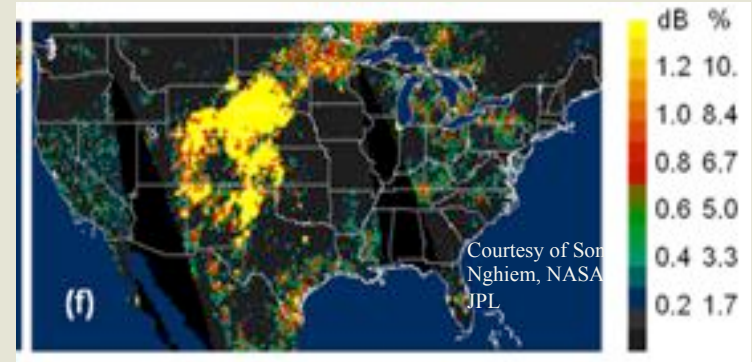 dB %
1.2 10.
1.0 8.4
0.8 6.7
0.6 5.0
0.4 3.3
0.2 1.7
(f)
Courtesy of Son
Nghiem, NASA
JPL